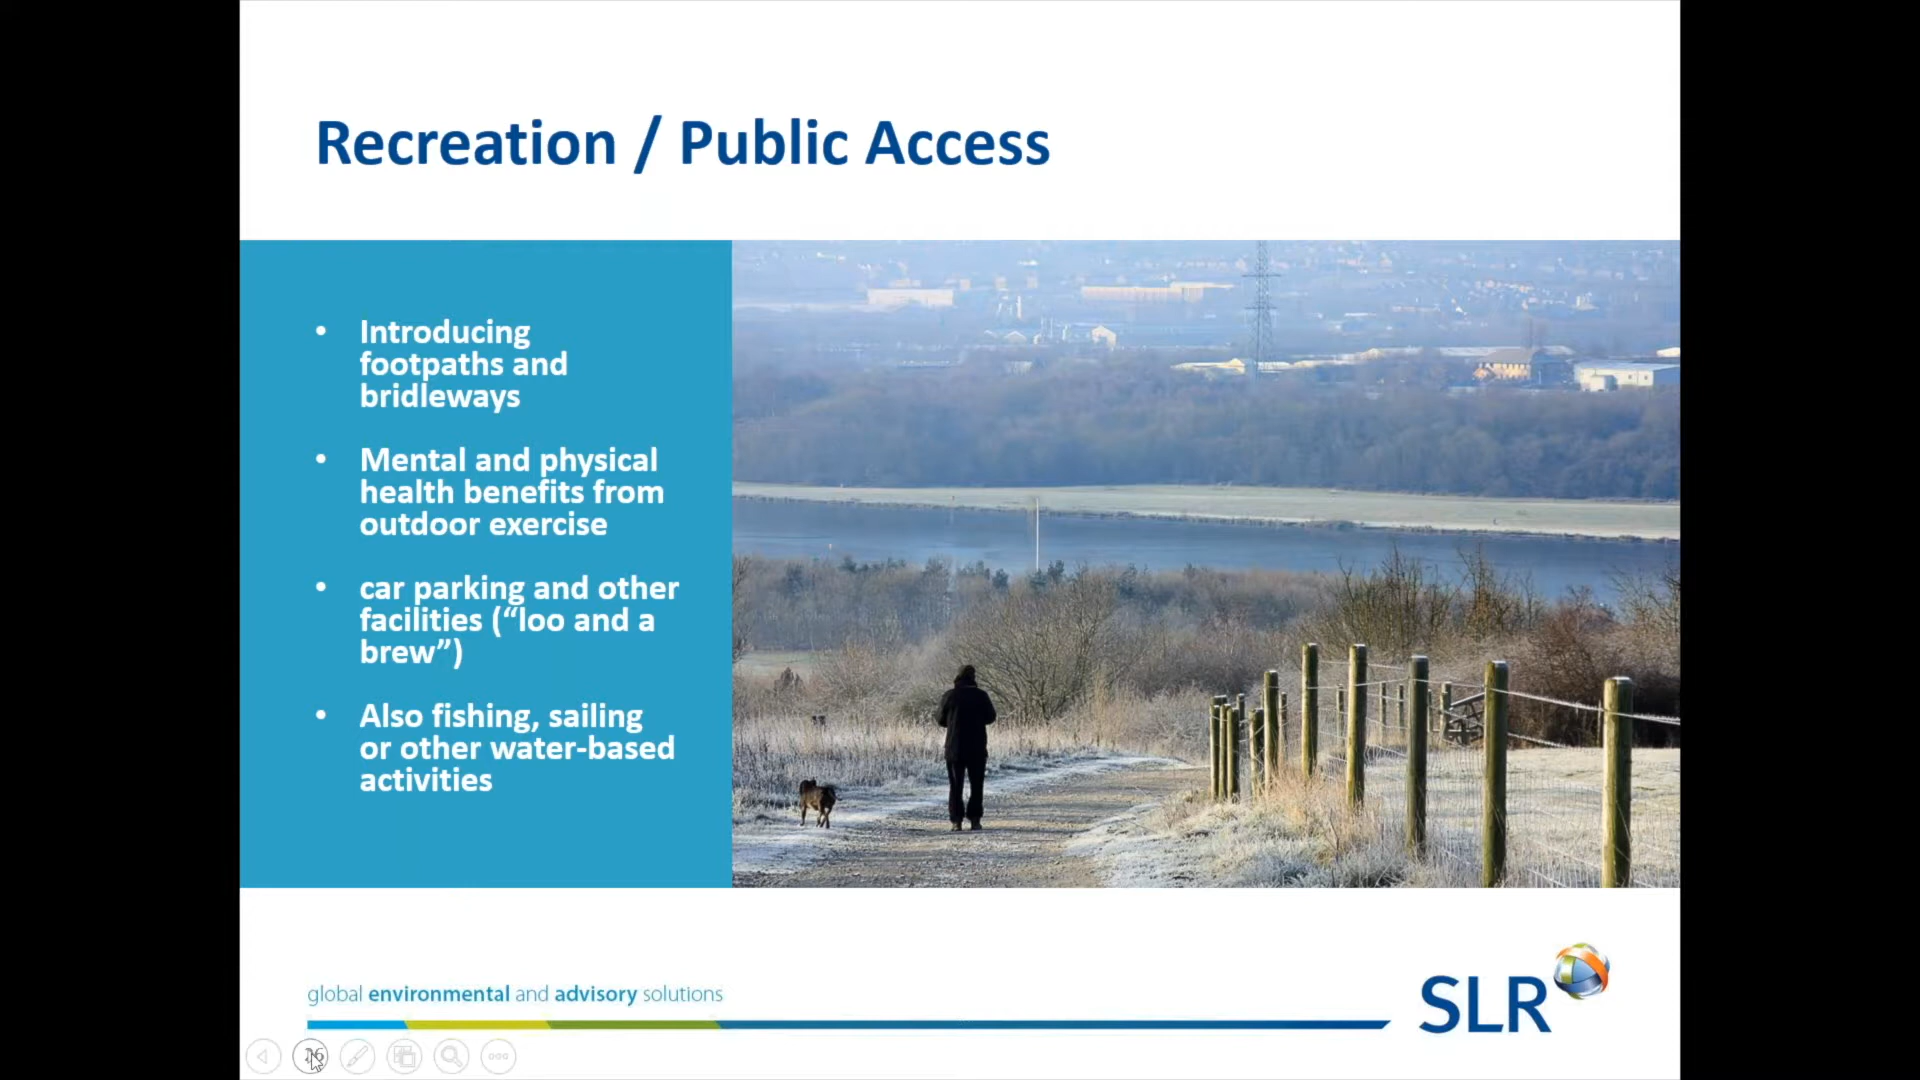 Recreation / Public Access
• Introducing
footpaths and
bridleways
• Mental and physical
health benefits from
outdoor exercise
• car parking and other
facilities (“loo and a
brew”)
• Also fishing, sailing
or other water-based
activities
global environmental and advisory solutions
SLR